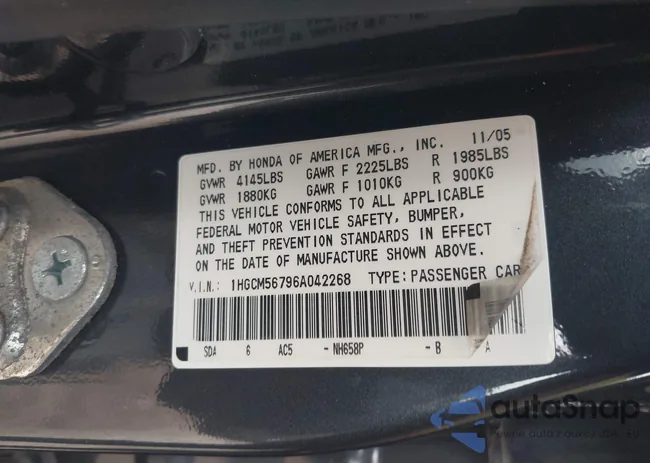 MFD. BY HONDA OF AMERICA MFG., INC. 11/05
GVWR 4145LBS GAWR F 2225LBS R 1985LBS
GVWR 1880KG GAWR F 1010KG R 900KG
THIS VEHICLE CONFORMS TO ALL APPLICABLE
FEDERAL MOTOR VEHICLE SAFETY, BUMPER,
AND THEFT PREVENTION STANDARDS IN EFFECT
ON THE DATE OF MANUFACTURE SHOWN ABOVE.
V.I.N.: 1HGCM56796A042268 TYPE: PASSENGER CAR
SDA 6 AC5 -NH658P -B A
autoSnap